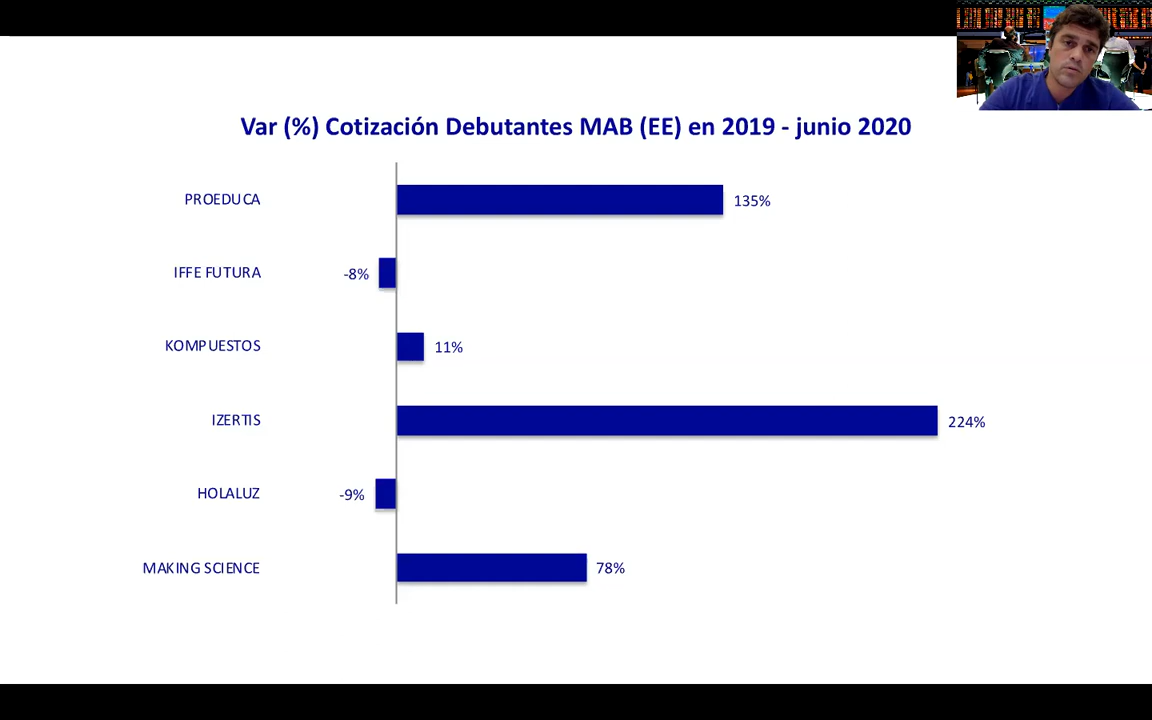 Var (%) Cotización Debutantes MAB (EE) en 2019 - junio 2020
PROEDUCA 135%
IFFE FUTURA -8%
KOMPUESTOS 11%
IZERTIS 224%
HOLALUZ -9%
MAKING SCIENCE 78%